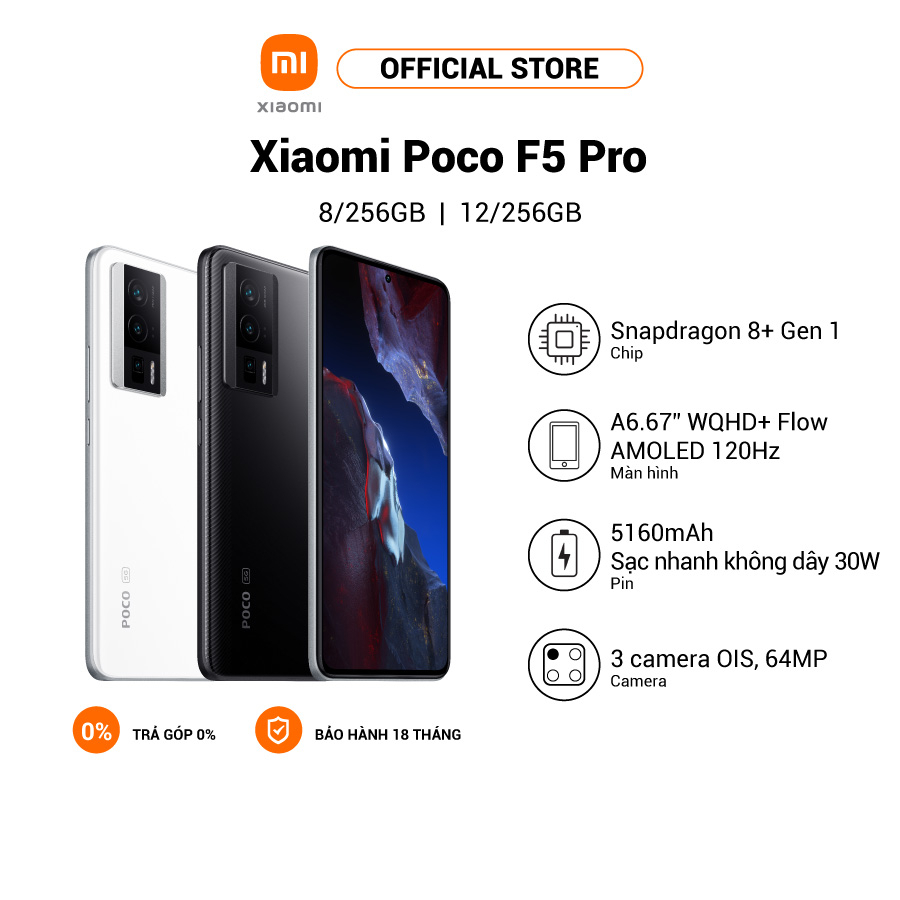 mi
xiaomi
OFFICIAL STORE
Xiaomi Poco F5 Pro
8/256GB | 12/256GB
POCO 5G
POCO 5G
Snapdragon 8+ Gen 1
Chip
A6.67” WQHD+ Flow
AMOLED 120Hz
Màn hình
5160mAh
Sạc nhanh không dây 30W
Pin
3 camera OIS, 64MP
Camera
0%
TRẢ GÓP 0%
BẢO HÀNH 18 THÁNG